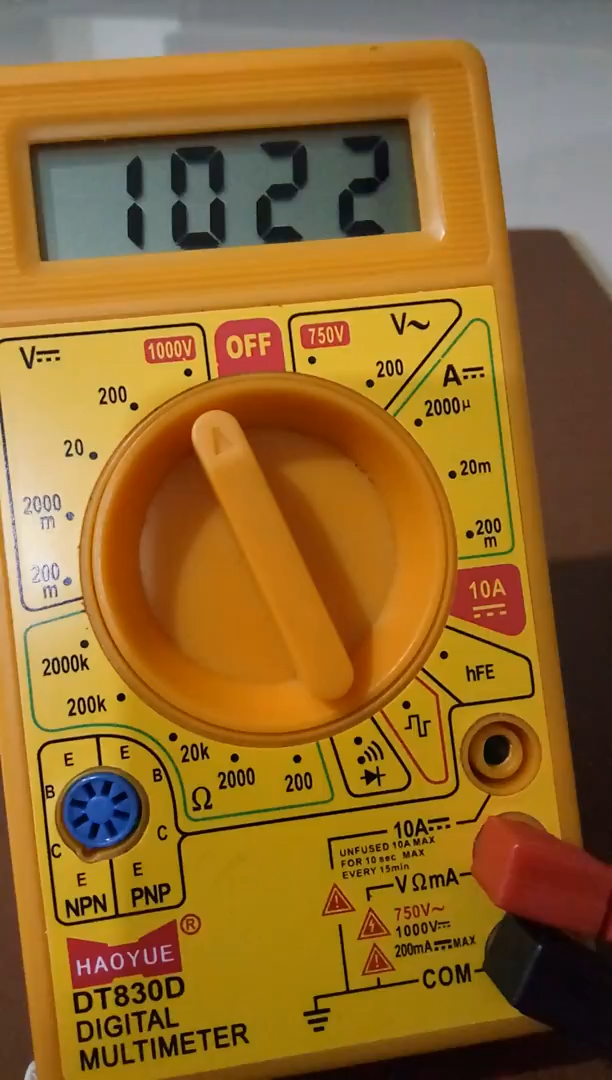 1022
V⎓
1000V
OFF
750V
V~
200
200
A⎓
2000µ
20
20m
2000
m
200
m
200
m
10A
2000k
hFE
200k
20k
Ω
2000
200
E
E
B
B
C
C
E
E
NPN
PNP
10A⎓
UNFUSED 10A MAX
FOR 10 sec MAX
EVERY 15min
VΩmA
750V~
1000V⎓
200mA⎓MAX
COM
HAOYUE®
DT830D
DIGITAL
MULTIMETER